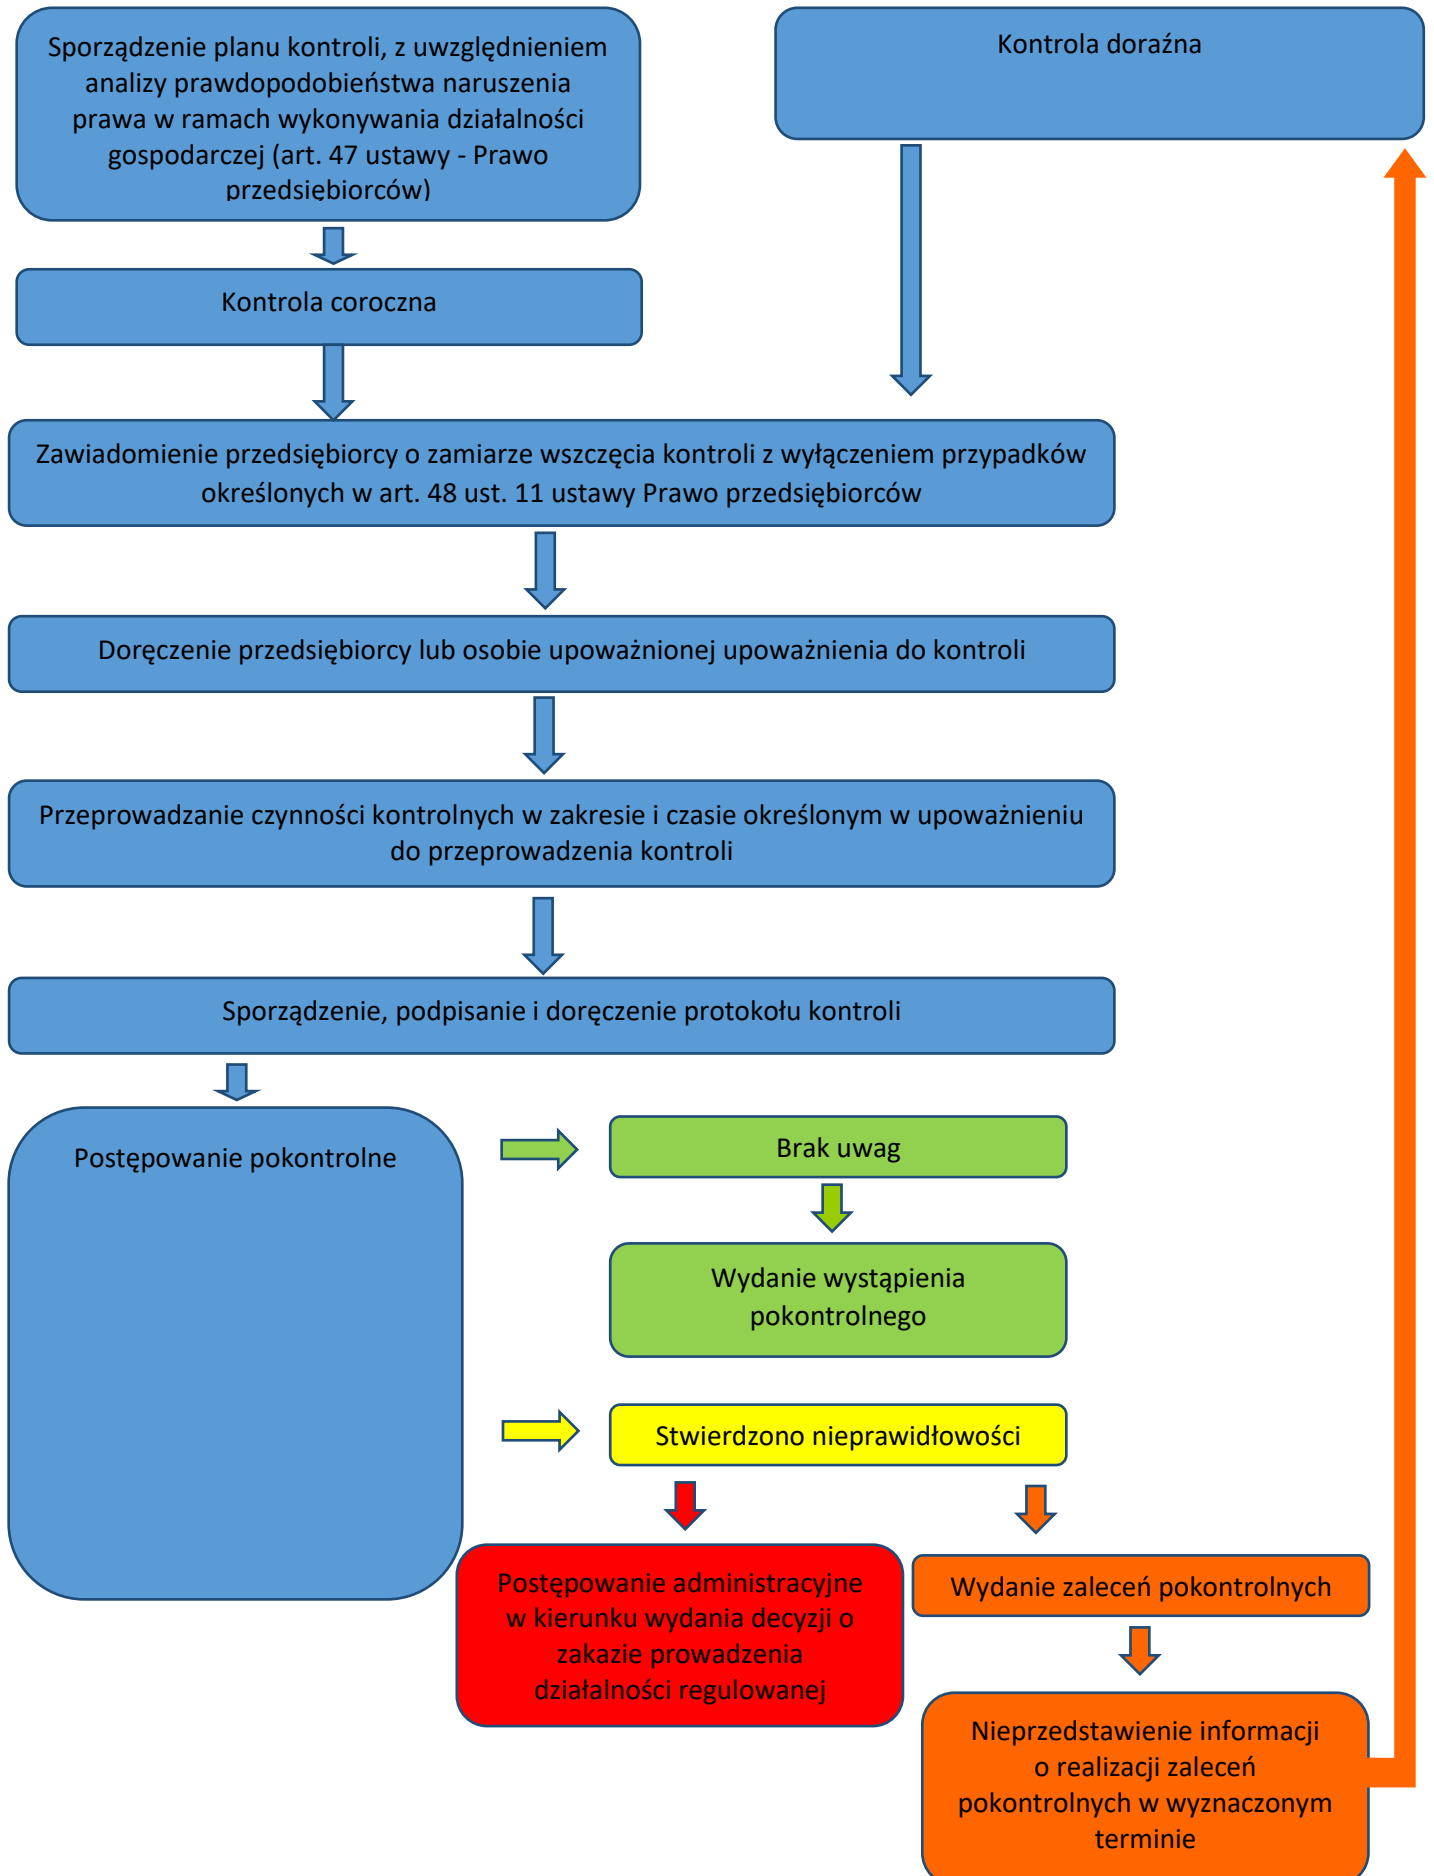 Sporządzenie planu kontroli, z uwzględnieniem
analizy prawdopodobieństwa naruszenia
prawa w ramach wykonywania działalności
gospodarczej (art. 47 ustawy - Prawo
przedsiębiorców)
Kontrola doraźna
Kontrola coroczna
Zawiadomienie przedsiębiorcy o zamiarze wszczęcia kontroli z wyłączeniem przypadków
określonych w art. 48 ust. 11 ustawy Prawo przedsiębiorców
Doręczenie przedsiębiorcy lub osobie upoważnionej upoważnienia do kontroli
Przeprowadzanie czynności kontrolnych w zakresie i czasie określonym w upoważnieniu
do przeprowadzenia kontroli
Sporządzenie, podpisanie i doręczenie protokołu kontroli
Postępowanie pokontrolne
Brak uwag
Wydanie wystąpienia
pokontrolnego
Stwierdzono nieprawidłowości
Postępowanie administracyjne
w kierunku wydania decyzji o
zakazie prowadzenia
działalności regulowanej
Wydanie zaleceń pokontrolnych
Nieprzedstawienie informacji
o realizacji zaleceń
pokontrolnych w wyznaczonym
terminie